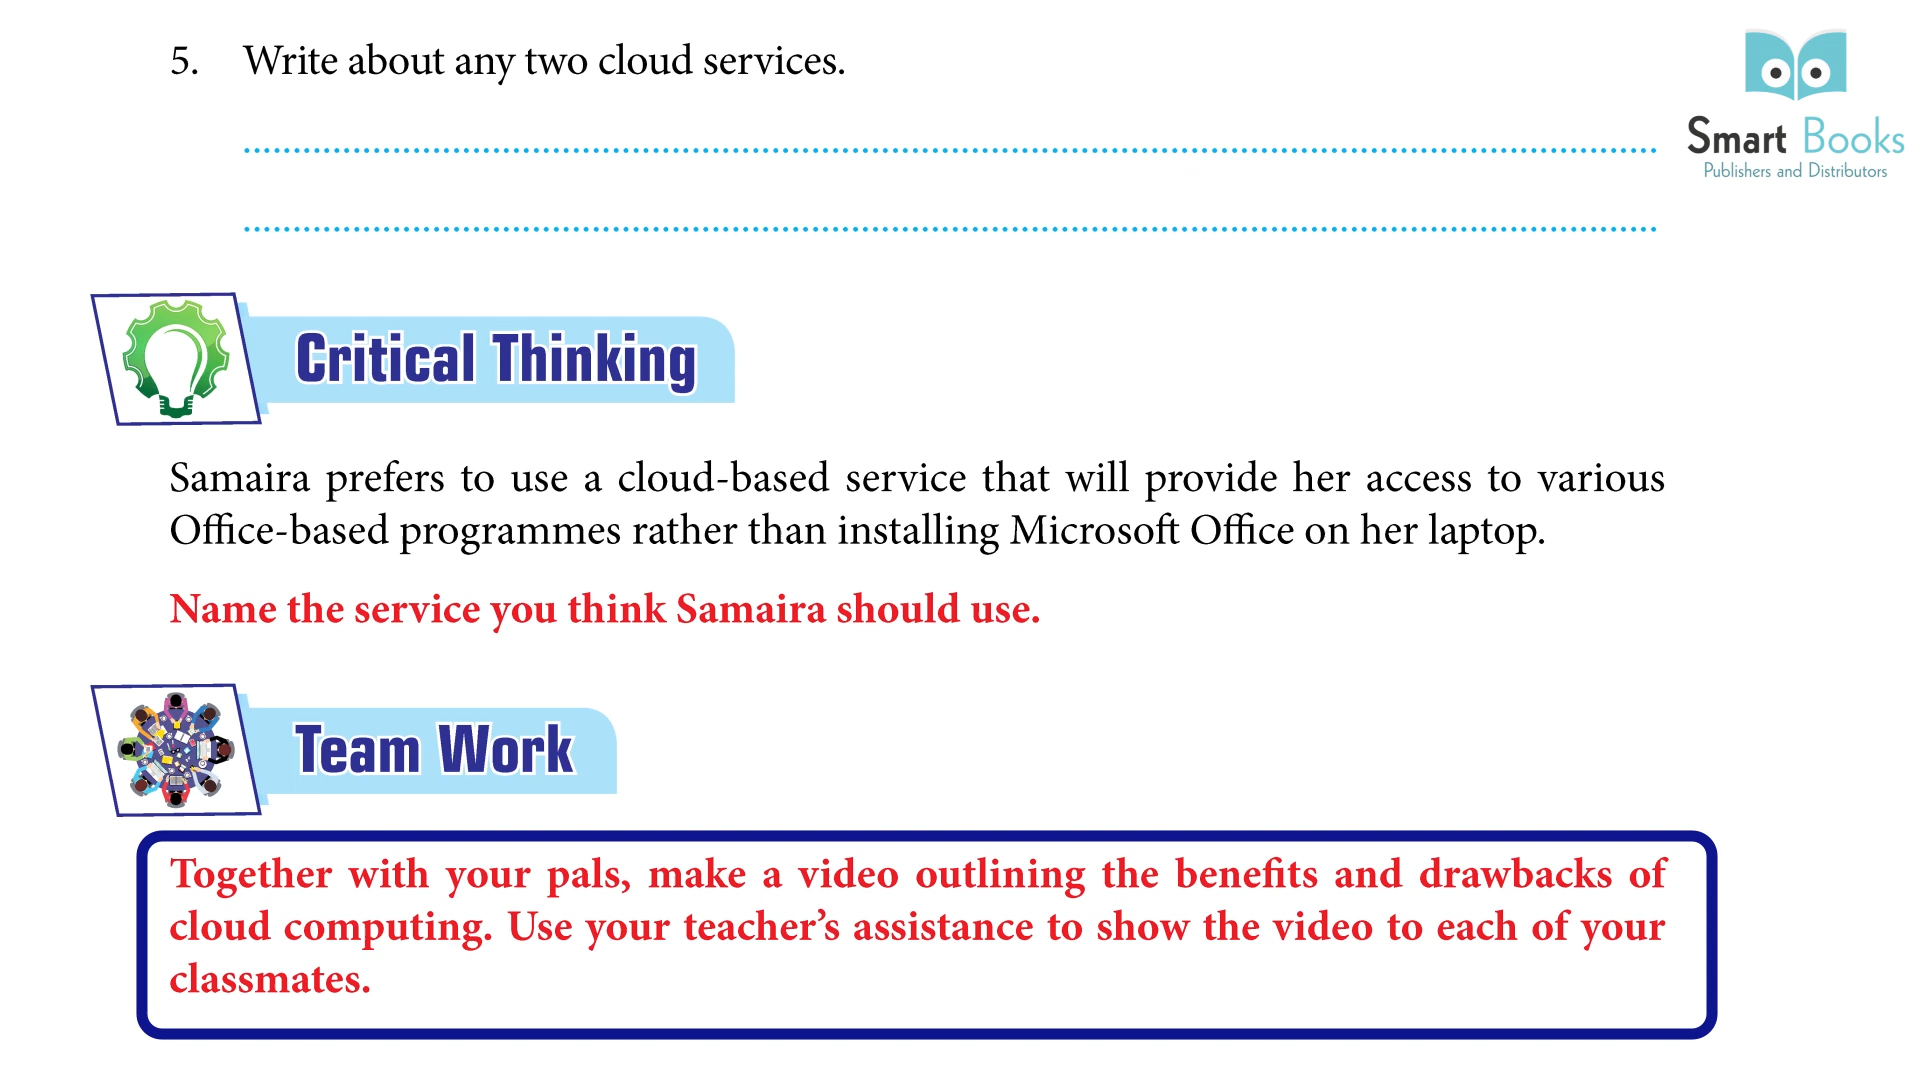 5. Write about any two cloud services.
Smart Books
Publishers and Distributors
Critical Thinking
Samaira prefers to use a cloud-based service that will provide her access to various
Office-based programmes rather than installing Microsoft Office on her laptop.
Name the service you think Samaira should use.
Team Work
Together with your pals, make a video outlining the benefits and drawbacks of
cloud computing. Use your teacher’s assistance to show the video to each of your
classmates.